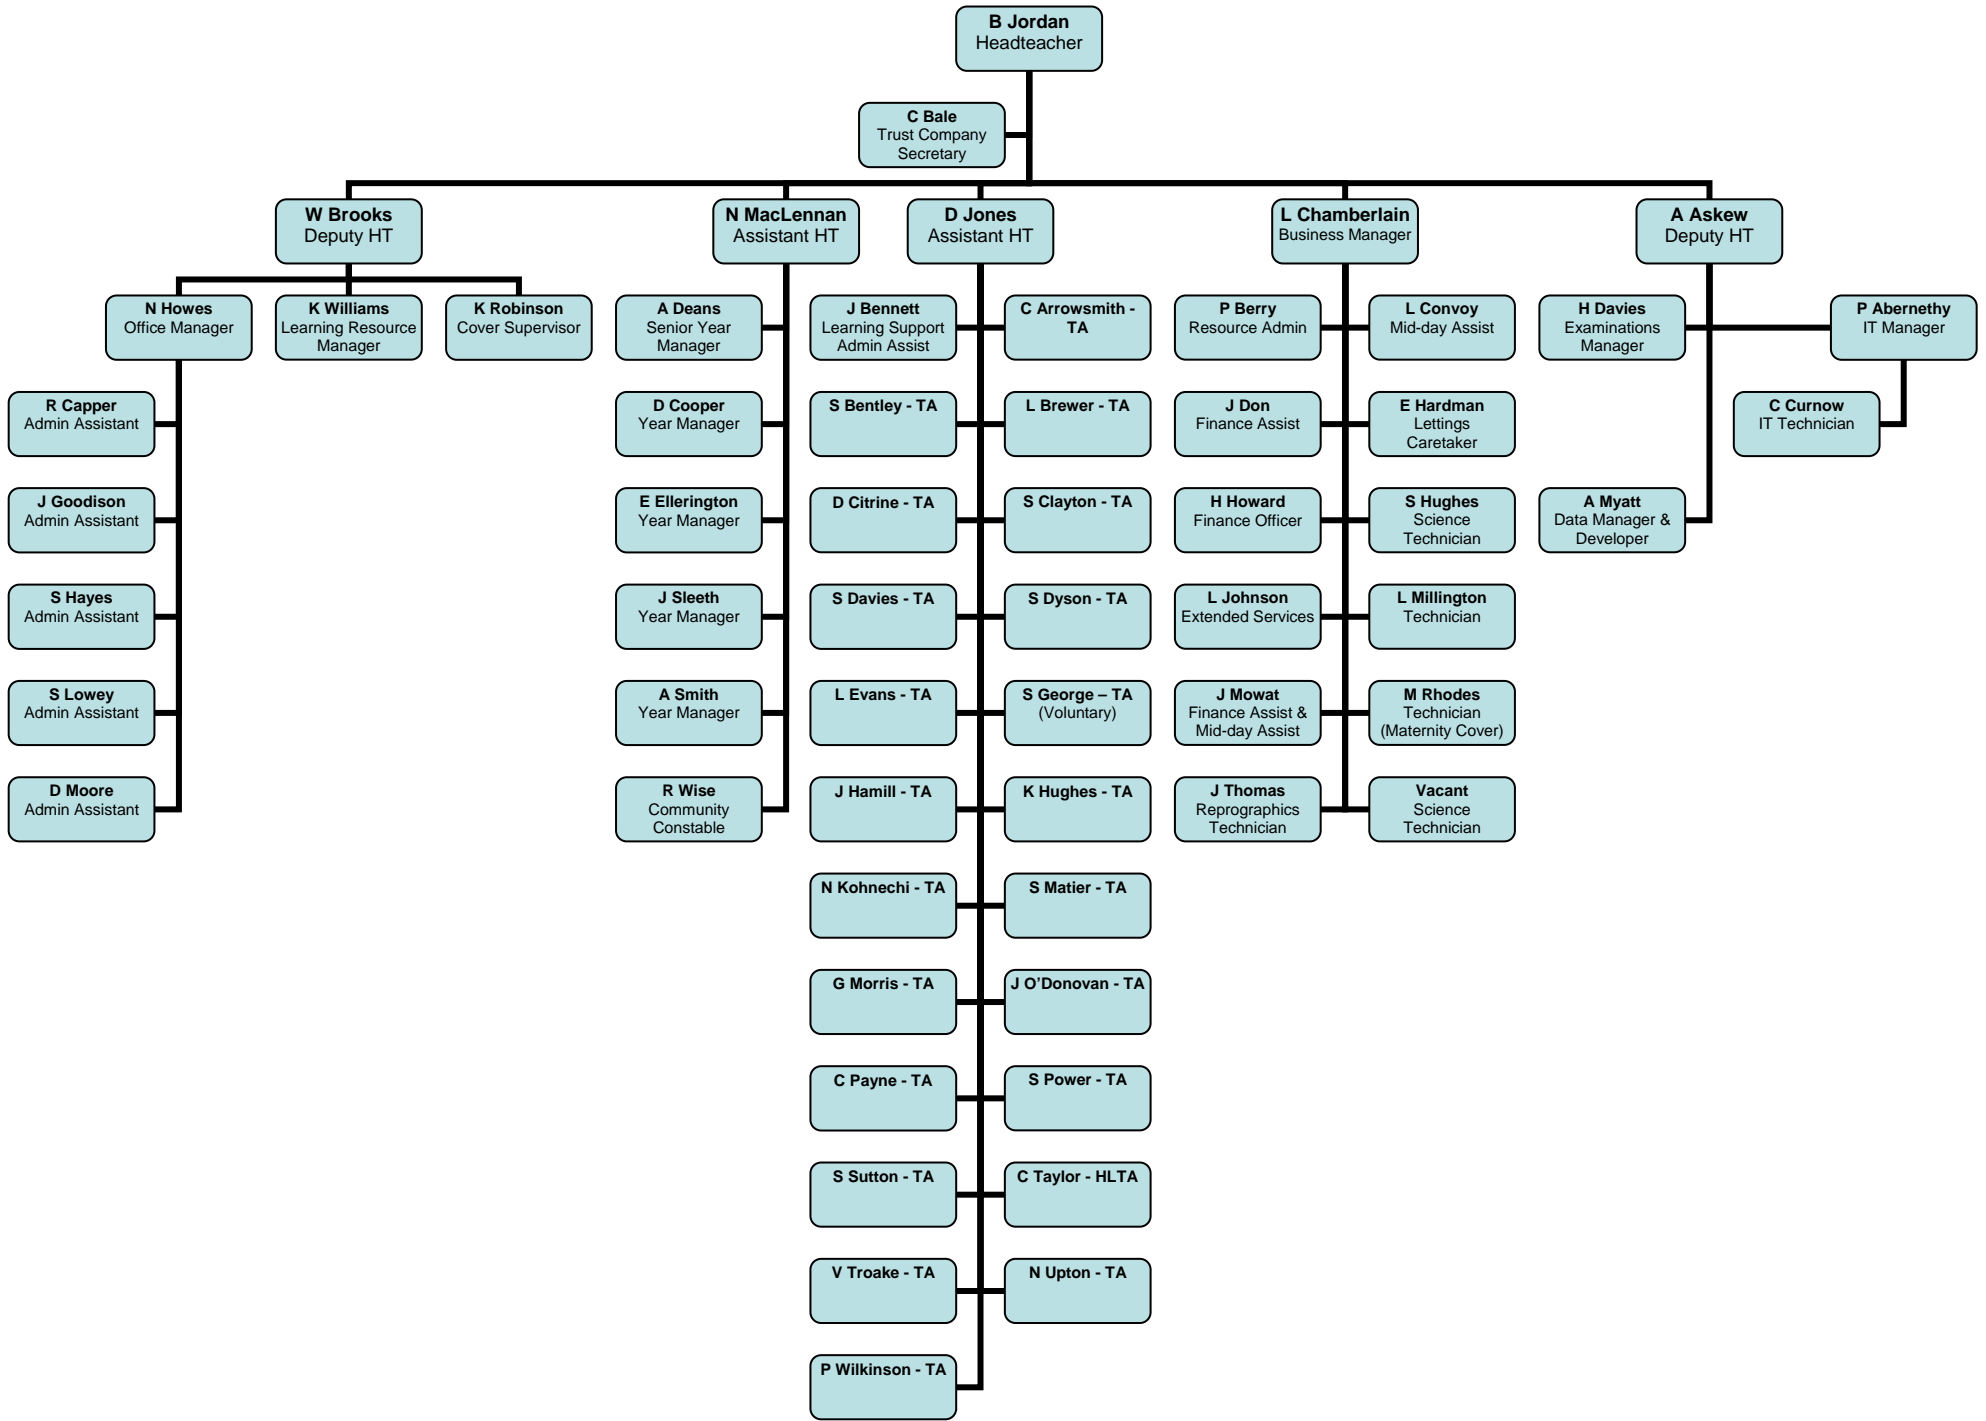 B Jordan
Headteacher
C Bale
Trust Company
Secretary
W Brooks
Deputy HT
N MacLennan
Assistant HT
D Jones
Assistant HT
L Chamberlain
Business Manager
A Askew
Deputy HT
N Howes
Office Manager
K Williams
Learning Resource
Manager
K Robinson
Cover Supervisor
A Deans
Senior Year
Manager
J Bennett
Learning Support
Admin Assist
C Arrowsmith -
TA
P Berry
Resource Admin
L Convoy
Mid-day Assist
H Davies
Examinations
Manager
P Abernethy
IT Manager
R Capper
Admin Assistant
D Cooper
Year Manager
S Bentley - TA
L Brewer - TA
J Don
Finance Assist
E Hardman
Lettings
Caretaker
C Curnow
IT Technician
J Goodison
Admin Assistant
E Ellerington
Year Manager
D Citrine - TA
S Clayton - TA
H Howard
Finance Officer
S Hughes
Science
Technician
A Myatt
Data Manager &
Developer
S Hayes
Admin Assistant
J Sleeth
Year Manager
S Davies - TA
S Dyson - TA
L Johnson
Extended Services
L Millington
Technician
S Lowey
Admin Assistant
A Smith
Year Manager
L Evans - TA
S George – TA
(Voluntary)
J Mowat
Finance Assist &
Mid-day Assist
M Rhodes
Technician
(Maternity Cover)
D Moore
Admin Assistant
R Wise
Community
Constable
J Hamill - TA
K Hughes - TA
J Thomas
Reprographics
Technician
Vacant
Science
Technician
N Kohnechi - TA
S Matier - TA
G Morris - TA
J O’Donovan - TA
C Payne - TA
S Power - TA
S Sutton - TA
C Taylor - HLTA
V Troake - TA
N Upton - TA
P Wilkinson - TA